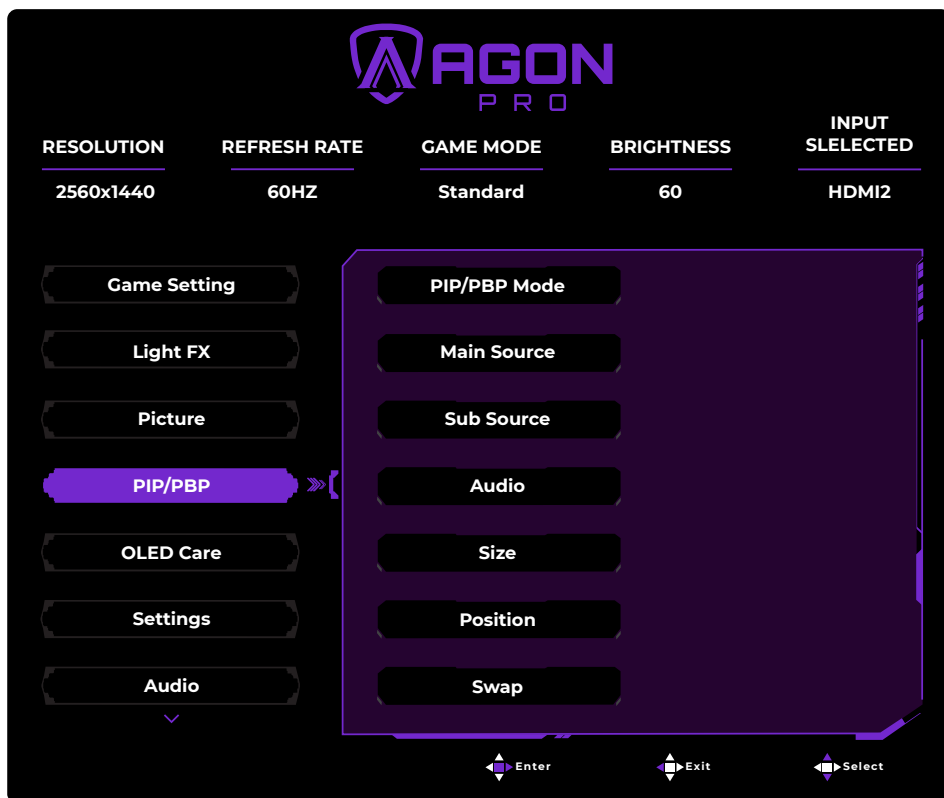 AGON
PRO
RESOLUTION
REFRESH RATE
GAME MODE
BRIGHTNESS
INPUT
SLELECTED
2560x1440
60HZ
Standard
60
HDMI2
Game Setting
Light FX
Picture
PIP/PBP
OLED Care
Settings
Audio
PIP/PBP Mode
Main Source
Sub Source
Audio
Size
Position
Swap
Enter
Exit
Select